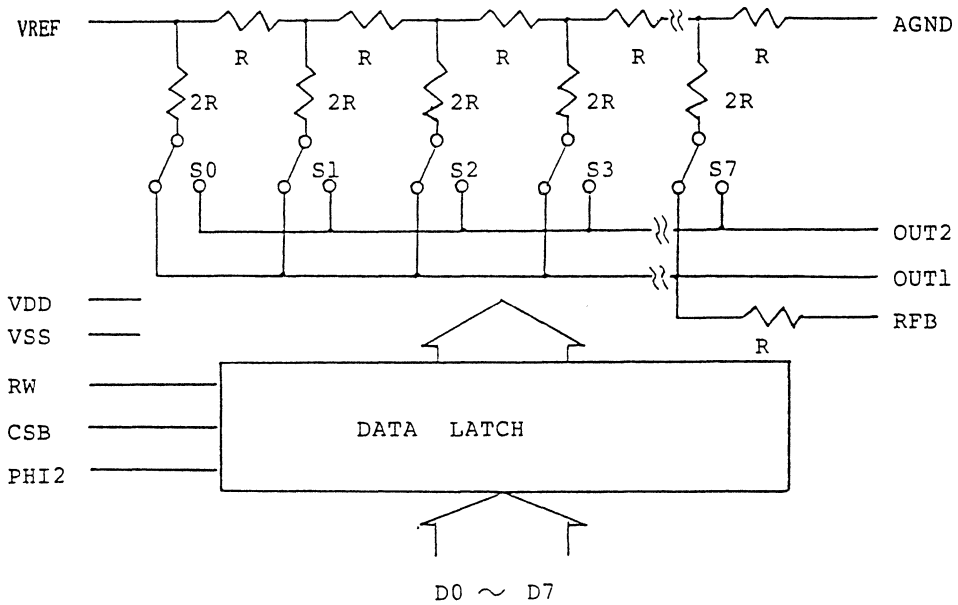 VREF R R R R R AGND
2R 2R 2R 2R 2R
S0 S1 S2 S3 S7
OUT2
OUT1
VDD
RFB
VSS
R
RW
CSB DATA LATCH
PHI2
D0 ～ D7